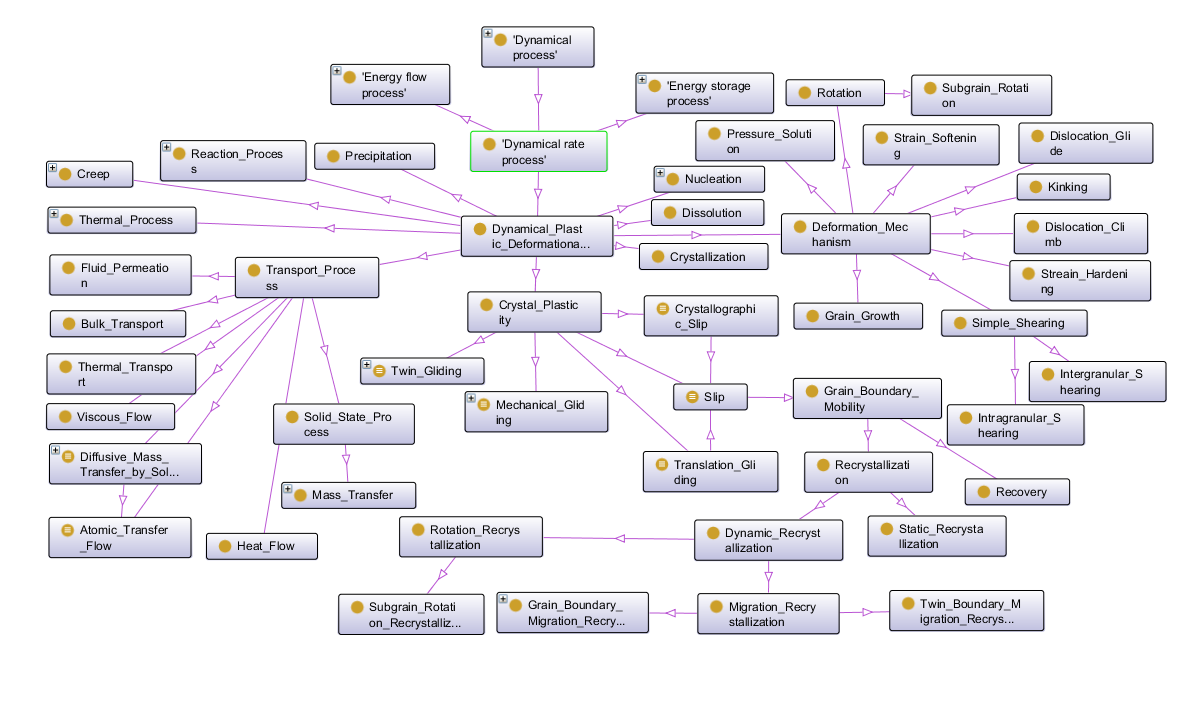 'Dynamical
process'
'Energy flow
process'
'Energy storage
process'
Rotation
Subgrain_Rotati
on
'Dynamical rate
process'
Pressure_Soluti
on
Strain_Softenin
g
Dislocation_Gli
de
Reaction_Proces
s
Precipitation
Creep
Nucleation
Kinking
Thermal_Process
Dissolution
Dynamical_Plast
ic_Deformationa...
Deformation_Mec
hanism
Dislocation_Cli
mb
Crystallization
Fluid_Permeatio
n
Transport_Proce
ss
Streain_Hardeni
ng
Crystal_Plastic
ity
Crystallographi
c_Slip
Grain_Growth
Simple_Shearing
Bulk_Transport
Thermal_Transpo
rt
Twin_Gliding
Intergranular_S
hearing
Slip
Grain_Boundary_
Mobility
Mechanical_Glid
ing
Viscous_Flow
Solid_State_Pro
cess
Intragranular_S
hearing
Diffusive_Mass_
Transfer_by_Sol...
Translation_Gli
ding
Recrystallizati
on
Mass_Transfer
Recovery
Atomic_Transfer
_Flow
Heat_Flow
Rotation_Recrys
tallization
Dynamic_Recryst
allization
Static_Recrysta
llization
Subgrain_Rotati
on_Recrystalliz...
Grain_Boundary_
Migration_Recry...
Migration_Recry
stallization
Twin_Boundary_M
igration_Recrys...